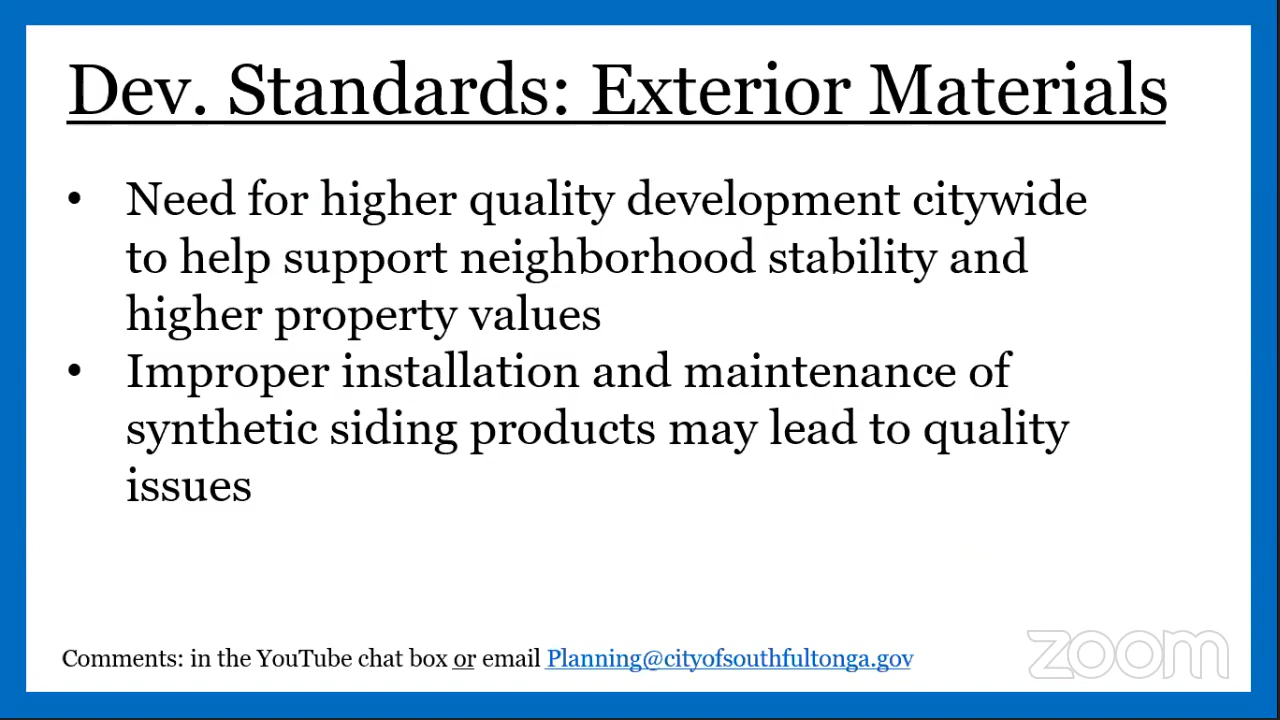 Dev. Standards: Exterior Materials
• Need for higher quality development citywide
to help support neighborhood stability and
higher property values
• Improper installation and maintenance of
synthetic siding products may lead to quality
issues
Comments: in the YouTube chat box or email Planning@cityofsouthfultonga.gov
zoom